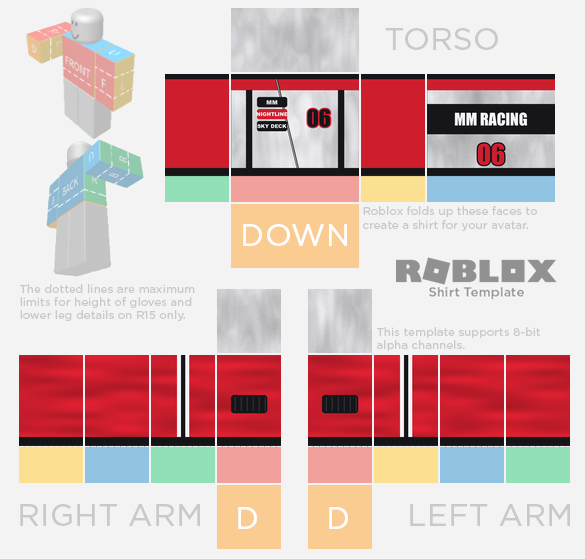 TORSO
FRONT
F
MM
NIGHTLINE
SKY DECK
06
MM RACING
06
BACK
DOWN
Roblox folds up these faces to
create a shirt for your avatar.
ROBLOX
Shirt Template
The dotted lines are maximum
limits for height of gloves and
lower leg details on R15 only.
This template supports 8-bit
alpha channels.
RIGHT ARM
D
D
LEFT ARM